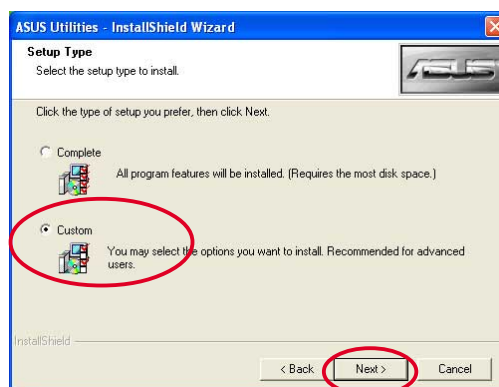 ASUS Utilities - InstallShield Wizard
Setup Type
Select the setup type to install.
ASUS
Click the type of setup you prefer, then click Next.
Complete
All program features will be installed. (Requires the most disk space.)
Custom
You may select the options you want to install. Recommended for advanced
users.
InstallShield
< Back Next > Cancel